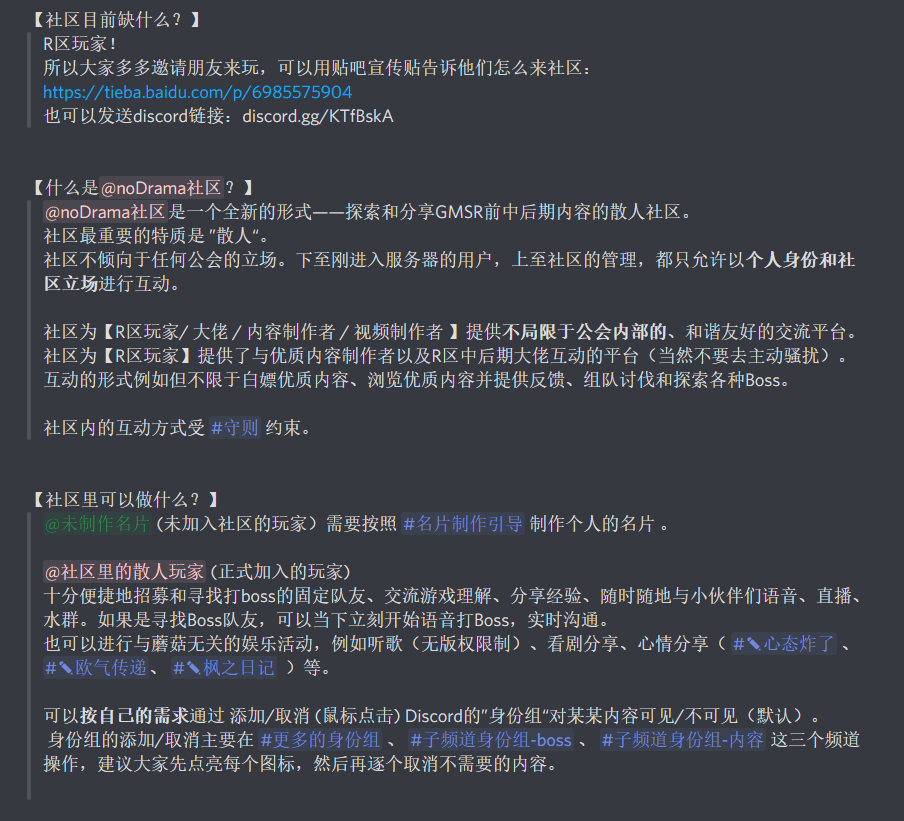 【社区目前缺什么？】
R区玩家！
所以大家多多邀请朋友来玩，可以用贴吧宣传贴告诉他们怎么来社区：
https://tieba.baidu.com/p/6985575904
也可以发送discord链接：discord.gg/KTfBskA
【什么是@noDrama社区？】
@noDrama社区是一个全新的形式——探索和分享GMSR前中后期内容的散人社区。
社区最重要的特质是 ”散人“。
社区不倾向于任何公会的立场。下至刚进入服务器的用户，上至社区的管理，都只允许以个人身份和社
区立场进行互动。
社区为【R区玩家/ 大佬 / 内容制作者 / 视频制作者 】提供不局限于公会内部的、和谐友好的交流平台。
社区为【R区玩家】提供了与优质内容制作者以及R区中后期大佬互动的平台（当然不要去主动骚扰）。
互动的形式例如但不限于白嫖优质内容、浏览优质内容并提供反馈、组队讨伐和探索各种Boss。
社区内的互动方式受 #守则 约束。
【社区里可以做什么？】
@未制作名片 (未加入社区的玩家）需要按照 #名片制作引导 制作个人的名片 。
@社区里的散人玩家 (正式加入的玩家)
十分便捷地招募和寻找打boss的固定队友、交流游戏理解、分享经验、随时随地与小伙伴们语音、直播、
水群。如果是寻找Boss队友，可以当下立刻开始语音打Boss，实时沟通。
也可以进行与蘑菇无关的娱乐活动，例如听歌（无版权限制）、看剧分享、心情分享（ #✎心态炸了 、
#✎欧气传递 、 #✎枫之日记 ）等。
可以按自己的需求通过 添加/取消 (鼠标点击) Discord的”身份组“对某某内容可见/不可见（默认）。
身份组的添加/取消主要在 #更多的身份组 、 #子频道身份组-boss 、 #子频道身份组-内容 这三个频道
操作，建议大家先点亮每个图标，然后再逐个取消不需要的内容。